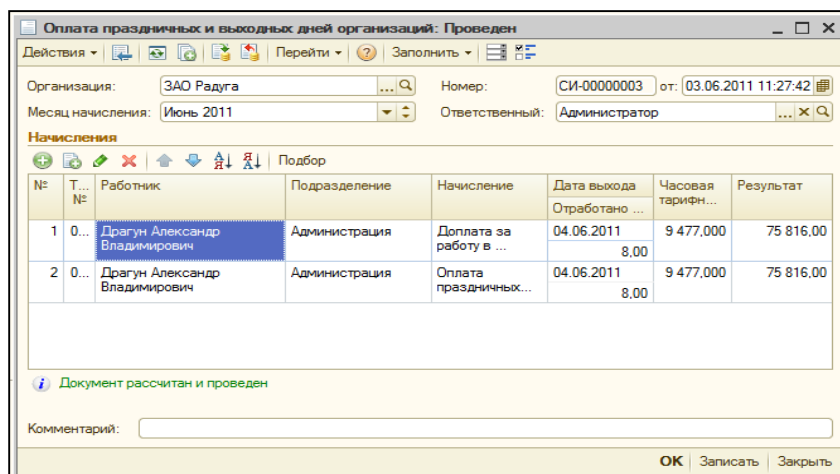 Оплата праздничных и выходных дней организаций: Проведен
Действия Перейти Заполнить
Организация: ЗАО Радуга ... Номер: СИ-00000003 от: 03.06.2011 11:27:42
Месяц начисления: Июнь 2011 Ответственный: Администратор ...
Начисления
Подбор
№ Т... Работник Подразделение Начисление Дата выхода Часовая Результат
№ Отработано ... тарифн...
1 0... Драгун Александр Администрация Доплата за 04.06.2011 9 477,000 75 816,00
Владимирович работу в ... 8,00
2 0... Драгун Александр Администрация Оплата 04.06.2011 9 477,000 75 816,00
Владимирович праздничных... 8,00
Документ рассчитан и проведен
Комментарий:
OK Записать Закрыть